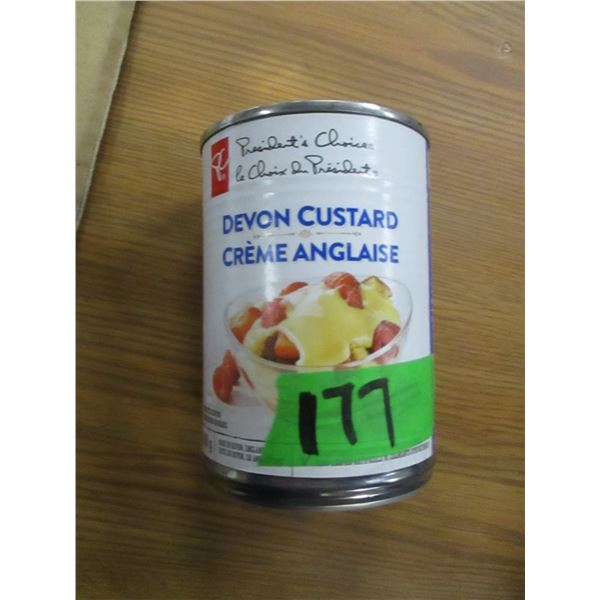 PC
President's Choice
le Choix du Président
DEVON CUSTARD
CRÈME ANGLAISE
177